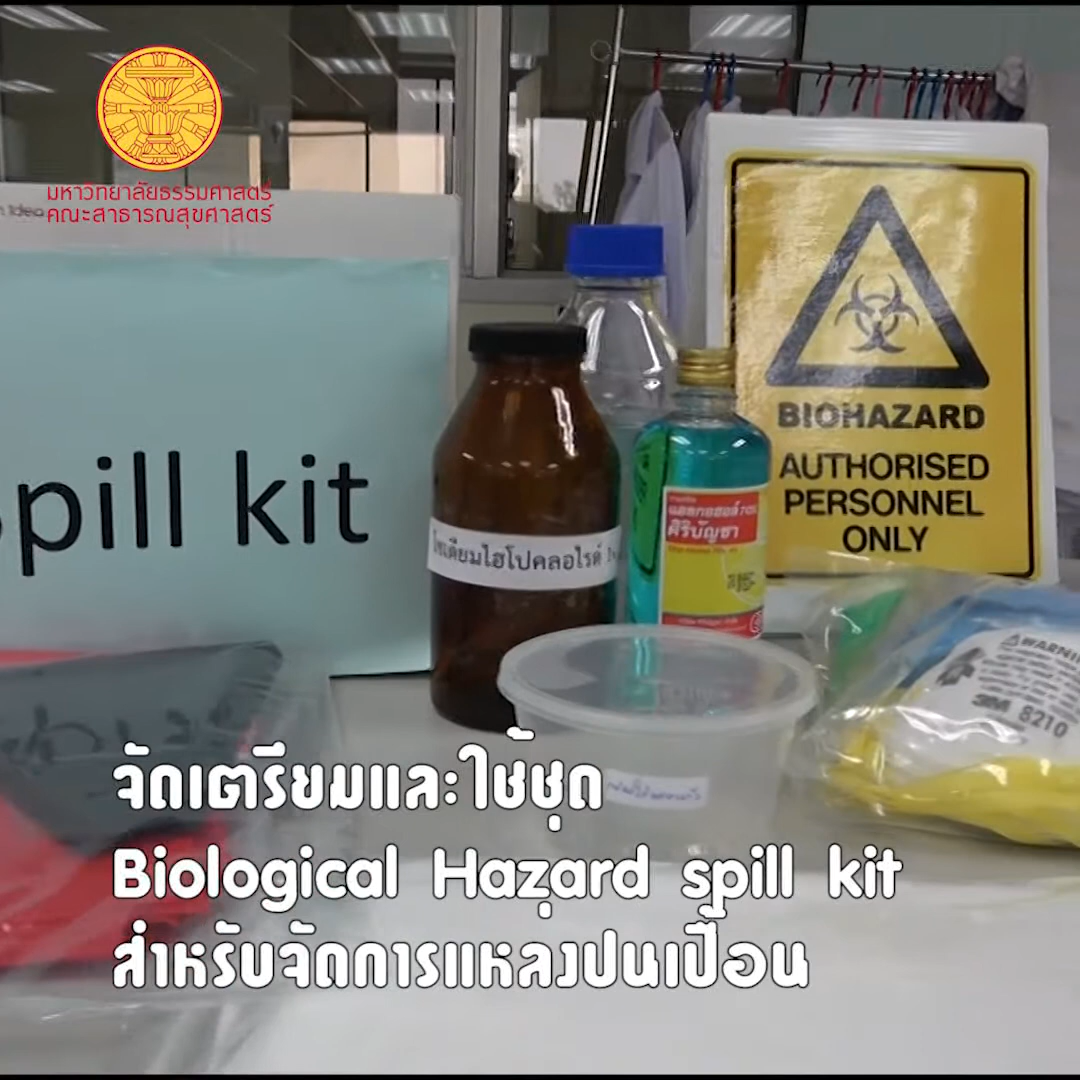 มหาวิทยาลัยธรรมศาสตร์
คณะสาธารณสุขศาสตร์
Idea
spill kit
BIOHAZARD
AUTHORISED
PERSONNEL
ONLY
โซเดียมไฮโปคลอไรด์
แอลกอฮอล์ 70%
ศิริบัญชา
WARNING
3M 8210
จัดเตรียมและใช้ชุด
Biological Hazard spill kit
สำหรับจัดการแหล่งปนเปื้อน